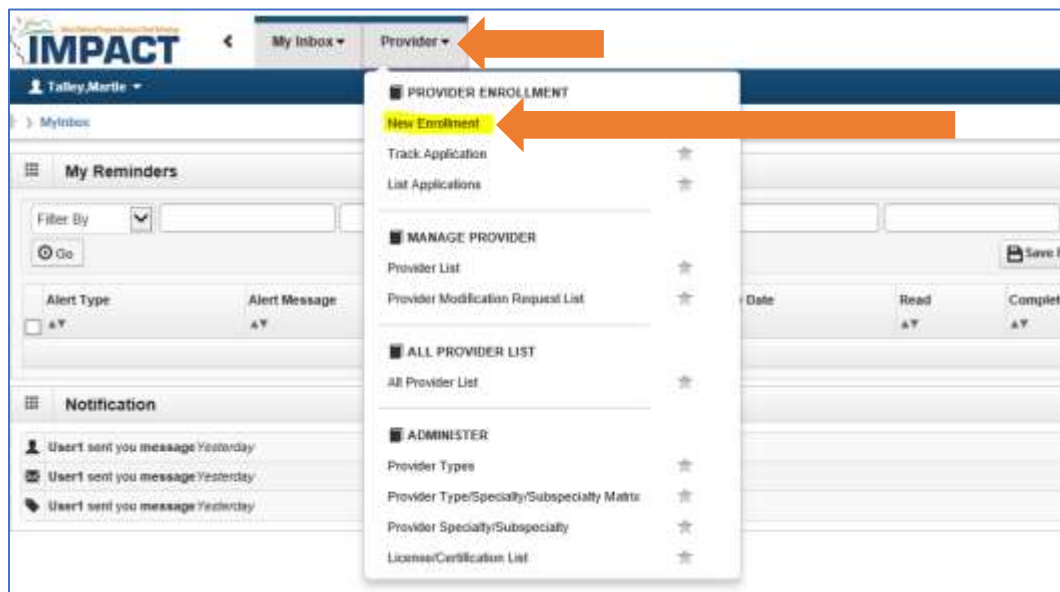 IMPACT
My Inbox
Provider
Talley,Martle
MyInbox
PROVIDER ENROLLMENT
New Enrollment
Track Application
List Applications
MANAGE PROVIDER
Provider List
Provider Modification Request List
ALL PROVIDER LIST
All Provider List
ADMINISTER
Provider Types
Provider Type/Specialty/Subspecialty Matrix
Provider Specialty/Subspecialty
License/Certification List
My Reminders
Filter By
Go
Save
Alert Type
Alert Message
Date
Read
Complet
Notification
User1 sent you message Yesterday
User1 sent you message Yesterday
User1 sent you message Yesterday